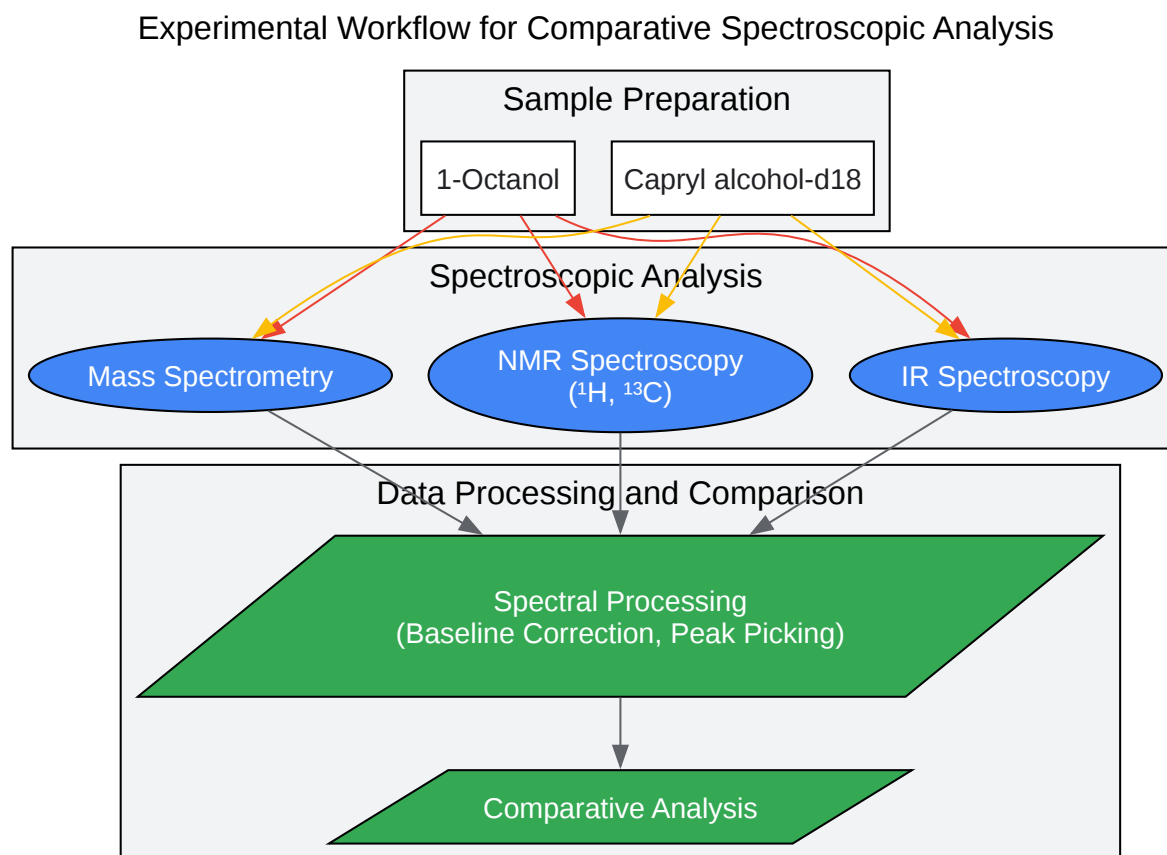 Experimental Workflow for Comparative Spectroscopic Analysis
Sample Preparation
1-Octanol
Capryl alcohol-d18
Spectroscopic Analysis
Mass Spectrometry
NMR Spectroscopy
(¹H, ¹³C)
IR Spectroscopy
Data Processing and Comparison
Spectral Processing
(Baseline Correction, Peak Picking)
Comparative Analysis